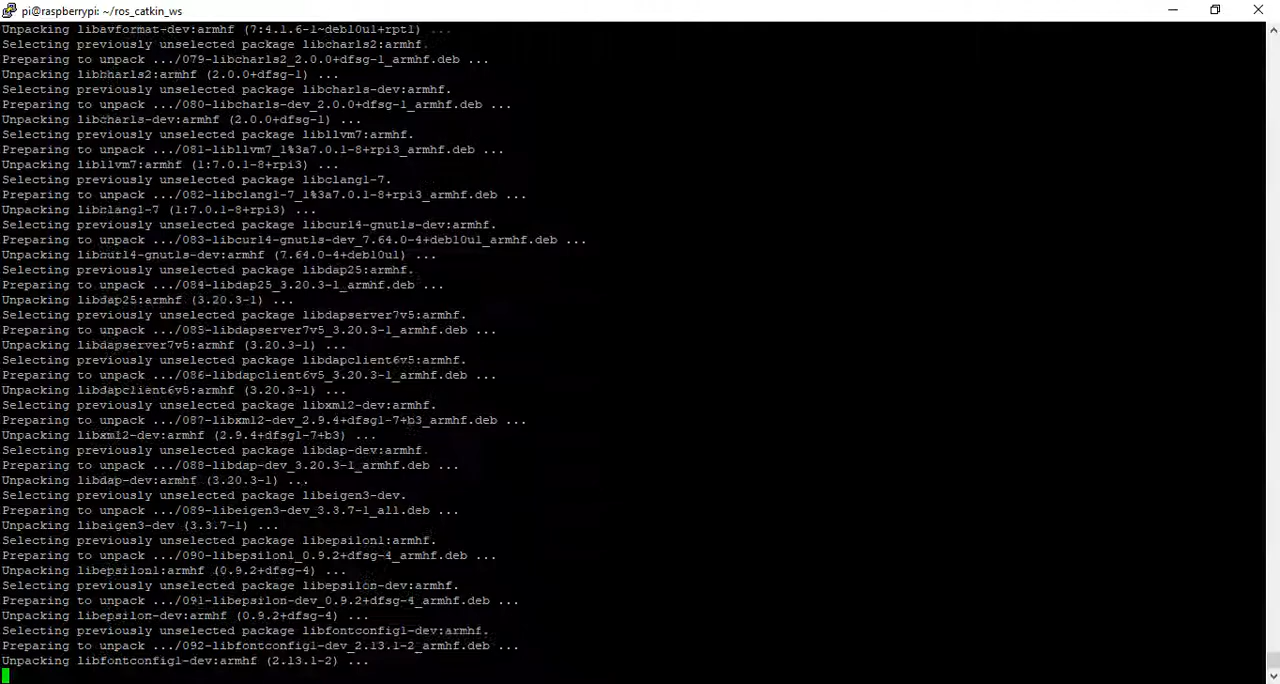 pi@raspberrypi: ~/ros_catkin_ws
Unpacking libavformat-dev:armhf (7:4.1.6-1~deb10u1+rpt1) ...
Selecting previously unselected package libcharls2:armhf.
Preparing to unpack .../079-libcharls2_2.0.0+dfsg-1_armhf.deb ...
Unpacking libcharls2:armhf (2.0.0+dfsg-1) ...
Selecting previously unselected package libcharls-dev:armhf.
Preparing to unpack .../080-libcharls-dev_2.0.0+dfsg-1_armhf.deb ...
Unpacking libcharls-dev:armhf (2.0.0+dfsg-1) ...
Selecting previously unselected package libllvm7:armhf.
Preparing to unpack .../081-libllvm7_1%3a7.0.1-8+rpi3_armhf.deb ...
Unpacking libllvm7:armhf (1:7.0.1-8+rpi3) ...
Selecting previously unselected package libclang1-7.
Preparing to unpack .../082-libclang1-7_1%3a7.0.1-8+rpi3_armhf.deb ...
Unpacking libclang1-7 (1:7.0.1-8+rpi3) ...
Selecting previously unselected package libcurl4-gnutls-dev:armhf.
Preparing to unpack .../083-libcurl4-gnutls-dev_7.64.0-4+deb10u1_armhf.deb ...
Unpacking libcurl4-gnutls-dev:armhf (7.64.0-4+deb10u1) ...
Selecting previously unselected package libdap25:armhf.
Preparing to unpack .../084-libdap25_3.20.3-1_armhf.deb ...
Unpacking libdap25:armhf (3.20.3-1) ...
Selecting previously unselected package libdapserver7v5:armhf.
Preparing to unpack .../085-libdapserver7v5_3.20.3-1_armhf.deb ...
Unpacking libdapserver7v5:armhf (3.20.3-1) ...
Selecting previously unselected package libdapclient6v5:armhf.
Preparing to unpack .../086-libdapclient6v5_3.20.3-1_armhf.deb ...
Unpacking libdapclient6v5:armhf (3.20.3-1) ...
Selecting previously unselected package libxml2-dev:armhf.
Preparing to unpack .../087-libxml2-dev_2.9.4+dfsg1-7+b3_armhf.deb ...
Unpacking libxml2-dev:armhf (2.9.4+dfsg1-7+b3) ...
Selecting previously unselected package libdap-dev:armhf.
Preparing to unpack .../088-libdap-dev_3.20.3-1_armhf.deb ...
Unpacking libdap-dev:armhf (3.20.3-1) ...
Selecting previously unselected package libeigen3-dev.
Preparing to unpack .../089-libeigen3-dev_3.3.7-1_all.deb ...
Unpacking libeigen3-dev (3.3.7-1) ...
Selecting previously unselected package libepsilon1:armhf.
Preparing to unpack .../090-libepsilon1_0.9.2+dfsg-4_armhf.deb ...
Unpacking libepsilon1:armhf (0.9.2+dfsg-4) ...
Selecting previously unselected package libepsilon-dev:armhf.
Preparing to unpack .../091-libepsilon-dev_0.9.2+dfsg-4_armhf.deb ...
Unpacking libepsilon-dev:armhf (0.9.2+dfsg-4) ...
Selecting previously unselected package libfontconfig1-dev:armhf.
Preparing to unpack .../092-libfontconfig1-dev_2.13.1-2_armhf.deb ...
Unpacking libfontconfig1-dev:armhf (2.13.1-2) ...